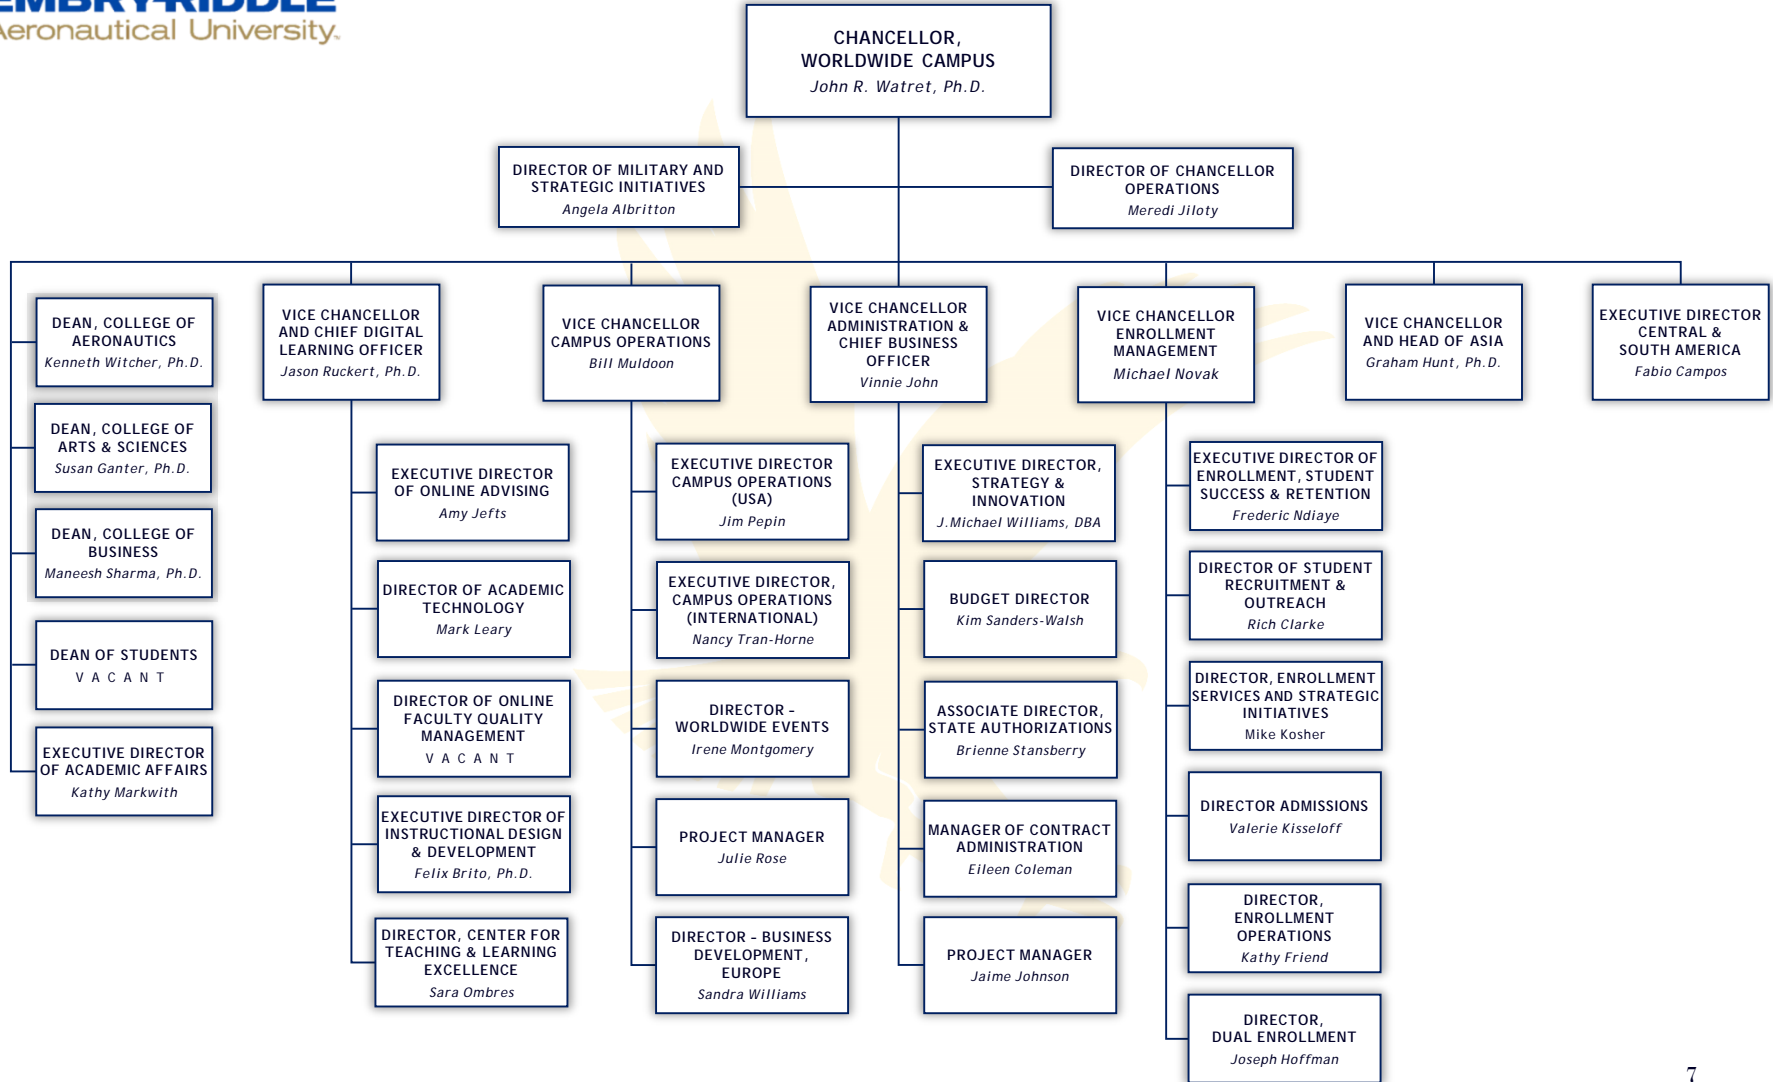 EMBRY-RIDDLE
Aeronautical University
CHANCELLOR,
WORLDWIDE CAMPUS
John R. Watret, Ph.D.
DIRECTOR OF MILITARY AND
STRATEGIC INITIATIVES
Angela Albritton
DIRECTOR OF CHANCELLOR
OPERATIONS
Meredi Jiloty
DEAN, COLLEGE OF
AERONAUTICS
Kenneth Witcher, Ph.D.
DEAN, COLLEGE OF
ARTS & SCIENCES
Susan Ganter, Ph.D.
DEAN, COLLEGE OF
BUSINESS
Maneesh Sharma, Ph.D.
DEAN OF STUDENTS
V A C A N T
EXECUTIVE DIRECTOR
OF ACADEMIC AFFAIRS
Kathy Markwith
VICE CHANCELLOR
AND CHIEF DIGITAL
LEARNING OFFICER
Jason Ruckert, Ph.D.
EXECUTIVE DIRECTOR
OF ONLINE ADVISING
Amy Jefts
DIRECTOR OF ACADEMIC
TECHNOLOGY
Mark Leary
DIRECTOR OF ONLINE
FACULTY QUALITY
MANAGEMENT
V A C A N T
EXECUTIVE DIRECTOR OF
INSTRUCTIONAL DESIGN
& DEVELOPMENT
Felix Brito, Ph.D.
DIRECTOR, CENTER FOR
TEACHING & LEARNING
EXCELLENCE
Sara Ombres
VICE CHANCELLOR
CAMPUS OPERATIONS
Bill Muldoon
EXECUTIVE DIRECTOR
CAMPUS OPERATIONS
(USA)
Jim Pepin
EXECUTIVE DIRECTOR,
CAMPUS OPERATIONS
(INTERNATIONAL)
Nancy Tran-Horne
DIRECTOR –
WORLDWIDE EVENTS
Irene Montgomery
PROJECT MANAGER
Julie Rose
DIRECTOR – BUSINESS
DEVELOPMENT,
EUROPE
Sandra Williams
VICE CHANCELLOR
ADMINISTRATION &
CHIEF BUSINESS
OFFICER
Vinnie John
EXECUTIVE DIRECTOR,
STRATEGY &
INNOVATION
J.Michael Williams, DBA
BUDGET DIRECTOR
Kim Sanders-Walsh
ASSOCIATE DIRECTOR,
STATE AUTHORIZATIONS
Brienne Stansberry
MANAGER OF CONTRACT
ADMINISTRATION
Eileen Coleman
PROJECT MANAGER
Jaime Johnson
VICE CHANCELLOR
ENROLLMENT
MANAGEMENT
Michael Novak
EXECUTIVE DIRECTOR OF
ENROLLMENT, STUDENT
SUCCESS & RETENTION
Frederic Ndiaye
DIRECTOR OF STUDENT
RECRUITMENT &
OUTREACH
Rich Clarke
DIRECTOR, ENROLLMENT
SERVICES AND STRATEGIC
INITIATIVES
Mike Kosher
DIRECTOR ADMISSIONS
Valerie Kisseloff
DIRECTOR,
ENROLLMENT
OPERATIONS
Kathy Friend
DIRECTOR,
DUAL ENROLLMENT
Joseph Hoffman
VICE CHANCELLOR
AND HEAD OF ASIA
Graham Hunt, Ph.D.
EXECUTIVE DIRECTOR
CENTRAL &
SOUTH AMERICA
Fabio Campos
7